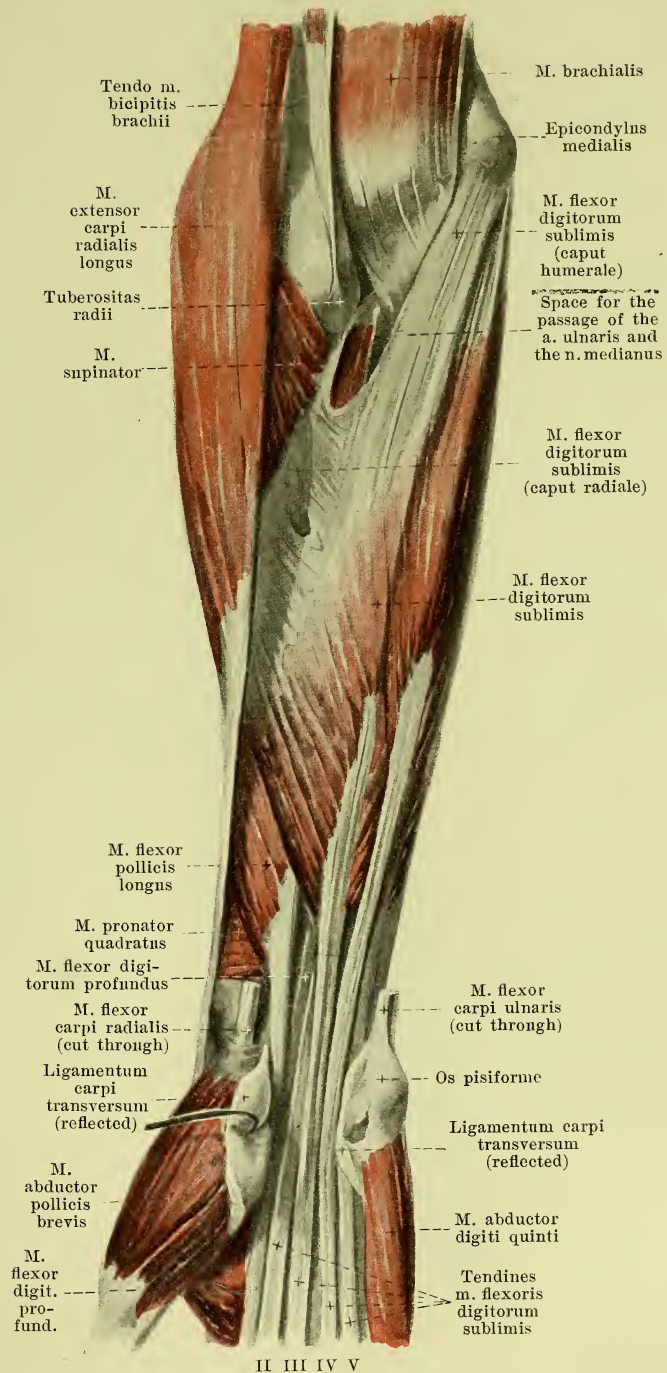 Tendo m.
bicipitis
brachii
M.
extensor
carpi
radialis
longus
Tuberositas
radii
M.
supinator
M. flexor
pollicis
longus
M. pronator
quadratus
M. flexor digi-
torum profundus
M. flexor
carpi radialis
(cut through)
Ligamentum
carpi
transversum
(reflected)
M.
abductor
pollicis
brevis
M.
flexor
digit.
pro-
fund.
M. brachialis
Epicondylus
medialis
M. flexor
digitorum
sublimis
(caput
humerale)
Space for the
passage of the
a. ulnaris and
the n. medianus
M. flexor
digitorum
sublimis
(caput radiale)
M. flexor
digitorum
sublimis
M. flexor
carpi ulnaris
(cut through)
Os pisiforme
Ligamentum carpi
transversum
(reflected)
M. abductor
digiti quinti
Tendines
m. flexoris
digitorum
sublimis
II III IV V